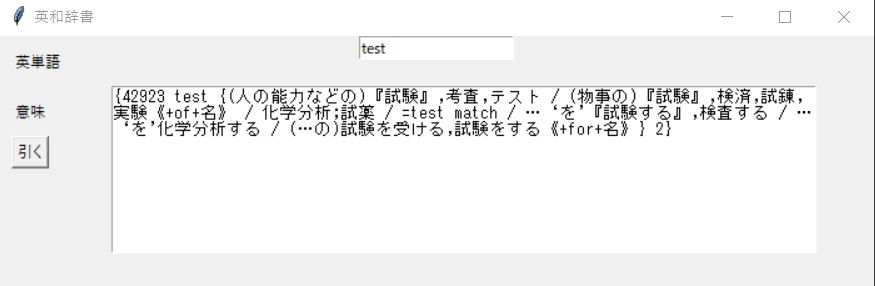 英和辞書
英単語
test
意味
{42923 test {(人の能力などの)『試験』,考査,テスト / (物事の)『試験』,検済,試錬,
実験《+of+名》 / 化学分析;試薬 / =test match / … ‘を’『試験する』,検査する / …
‘を’化学分析する / (…の)試験を受ける,試験をする《+for+名》} 2}
引く